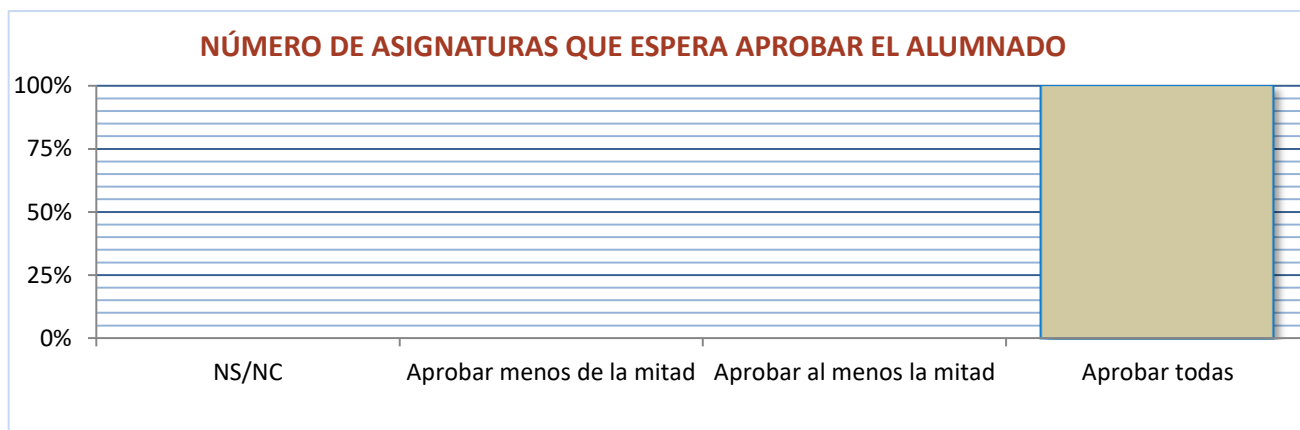 NÚMERO DE ASIGNATURAS QUE ESPERA APROBAR EL ALUMNADO
100%
75%
50%
25%
0%
NS/NC
Aprobar menos de la mitad
Aprobar al menos la mitad
Aprobar todas